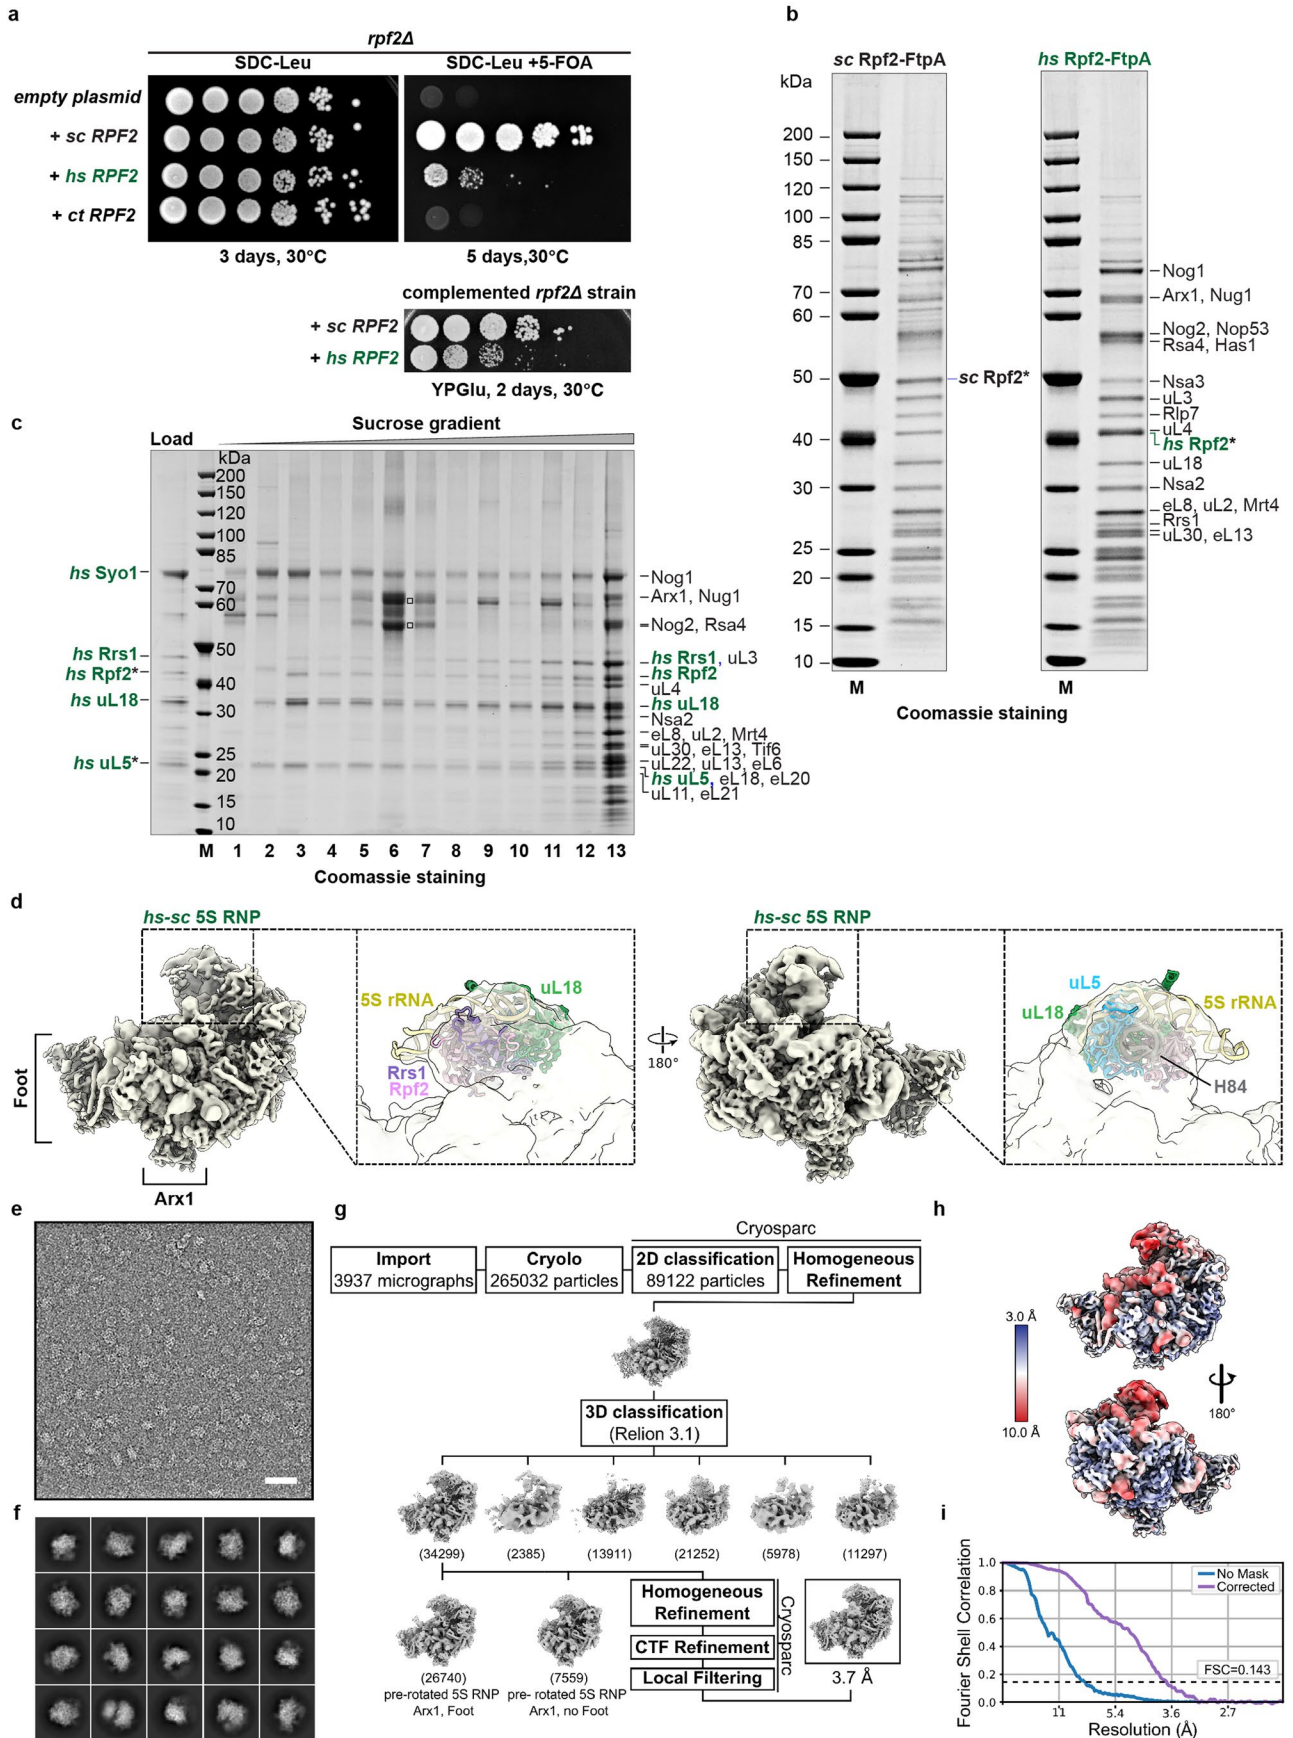 a
rpf2Δ
SDC-Leu
SDC-Leu +5-FOA
empty plasmid
+ sc RPF2
+ hs RPF2
+ ct RPF2
3 days, 30°C
5 days,30°C
complemented rpf2Δ strain
+ sc RPF2
+ hs RPF2
YPGlu, 2 days, 30°C
b
sc Rpf2-FtpA
hs Rpf2-FtpA
kDa
200
150
120
100
85
70
60
50
40
30
25
20
15
10
sc Rpf2*
Nog1
Arx1, Nug1
Nog2, Nop53
Rsa4, Has1
Nsa3
uL3
Rlp7
uL4
hs Rpf2*
uL18
Nsa2
eL8, uL2, Mrt4
Rrs1
uL30, eL13
M
M
Coomassie staining
c
Sucrose gradient
Load
kDa
200
150
120
100
85
70
60
50
40
30
25
20
15
10
hs Syo1
hs Rrs1
hs Rpf2*
hs uL18
hs uL5*
Nog1
Arx1, Nug1
Nog2, Rsa4
hs Rrs1, uL3
hs Rpf2
uL4
hs uL18
Nsa2
eL8, uL2, Mrt4
uL30, eL13, Tif6
uL22, uL13, eL6
hs uL5, eL18, eL20
uL11, eL21
M 1 2 3 4 5 6 7 8 9 10 11 12 13
Coomassie staining
d
hs-sc 5S RNP
5S rRNA
uL18
Rrs1
Rpf2
Foot
Arx1
180°
hs-sc 5S RNP
uL5
uL18
5S rRNA
H84
e
f
g
Cryosparc
Import
3937 micrographs
Cryolo
265032 particles
2D classification
89122 particles
Homogeneous
Refinement
3D classification
(Relion 3.1)
(34299)
(2385)
(13911)
(21252)
(5978)
(11297)
(26740)
pre-rotated 5S RNP
Arx1, Foot
(7559)
pre- rotated 5S RNP
Arx1, no Foot
Homogeneous
Refinement
CTF Refinement
Local Filtering
Cryosparc
3.7 Å
h
3.0 Å
10.0 Å
180°
i
Fourier Shell Correlation
1.0
0.8
0.6
0.4
0.2
0.0
No Mask
Corrected
FSC=0.143
11
5.4
3.6
2.7
Resolution (Å)